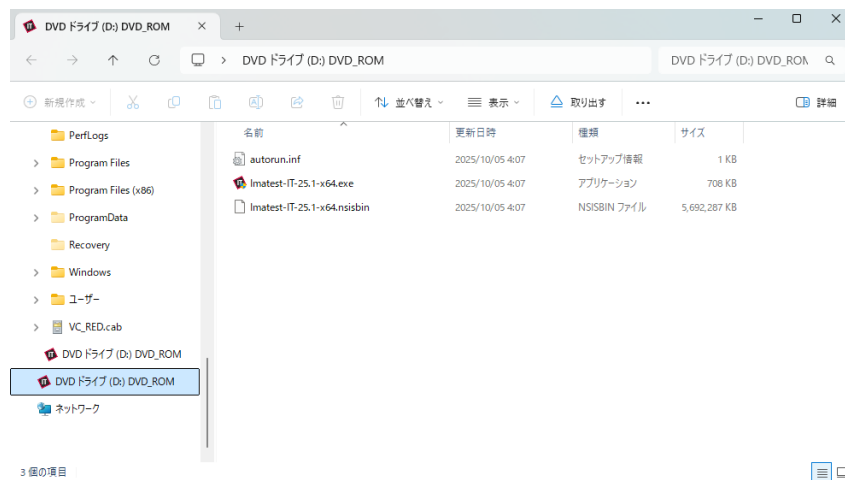 DVD ドライブ (D:) DVD_ROM
DVD ドライブ (D:) DVD_ROM
DVD ドライブ (D:) DVD_RON
新規作成
並べ替え
表示
取り出す
詳細
名前
更新日時
種類
サイズ
PerfLogs
Program Files
Program Files (x86)
ProgramData
Recovery
Windows
ユーザー
VC_RED.cab
DVD ドライブ (D:) DVD_ROM
DVD ドライブ (D:) DVD_ROM
ネットワーク
autorun.inf 2025/10/05 4:07 セットアップ情報 1 KB
Imatest-IT-25.1-x64.exe 2025/10/05 4:07 アプリケーション 708 KB
Imatest-IT-25.1-x64.nsisbin 2025/10/05 4:07 NSISBIN ファイル 5,692,287 KB
3 個の項目